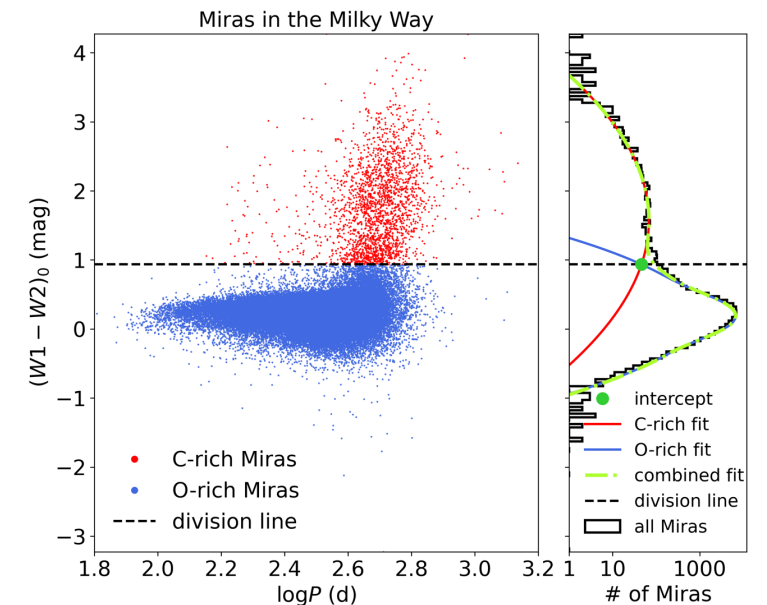 Miras in the Milky Way
(W1 − W2)₀ (mag)
4
3
2
1
0
−1
−2
−3
C-rich Miras
O-rich Miras
division line
1.8 2.0 2.2 2.4 2.6 2.8 3.0 3.2
logP (d)
intercept
C-rich fit
O-rich fit
combined fit
division line
all Miras
1 10 1000
# of Miras